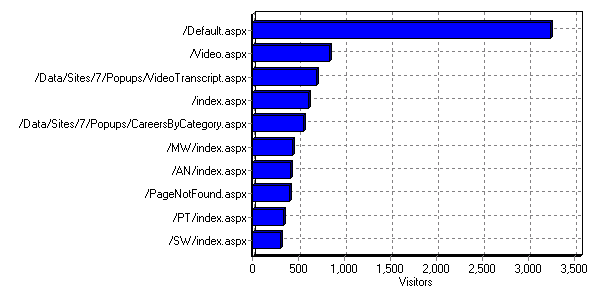 /Default.aspx
/Video.aspx
/Data/Sites/7/Popups/VideoTranscript.aspx
/index.aspx
/Data/Sites/7/Popups/CareersByCategory.aspx
/MW/index.aspx
/AN/index.aspx
/PageNotFound.aspx
/PT/index.aspx
/SW/index.aspx
0 500 1,000 1,500 2,000 2,500 3,000 3,500
Visitors